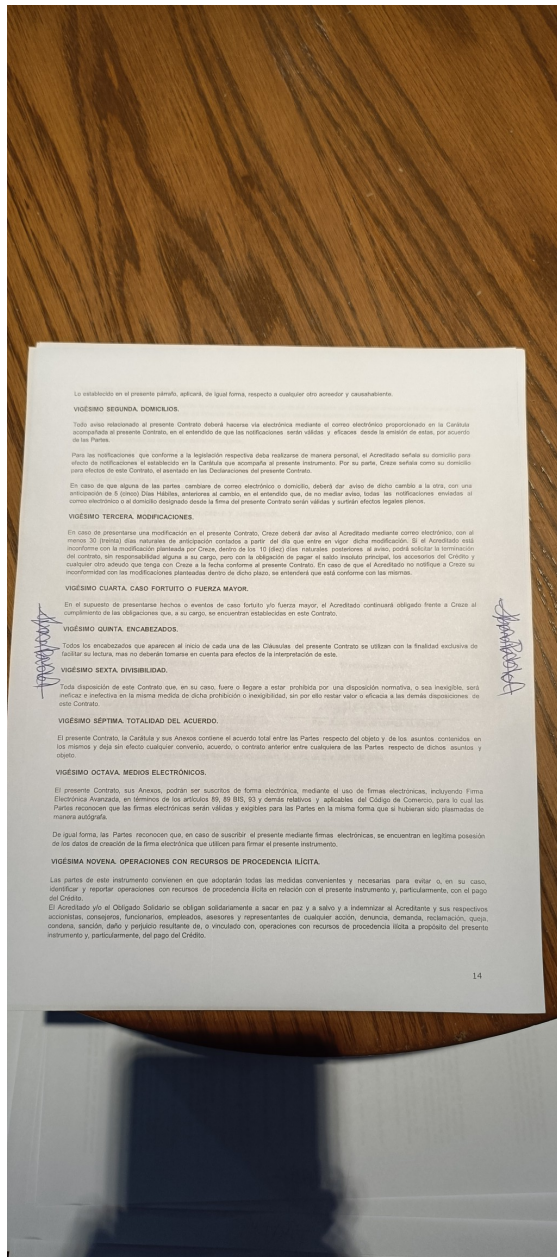 Lo establecido en el presente párrafo, aplicará, de igual forma, respecto a cualquier otro acreedor y causahabiente.
VIGÉSIMO SEGUNDA. DOMICILIOS.
Todo aviso relacionado al presente Contrato deberá hacerse vía electrónica mediante el correo electrónico proporcionado en la Carátula
acompañada al presente Contrato, en el entendido de que las notificaciones serán válidas y eficaces desde la emisión de estas, por acuerdo
de las Partes.
Para las notificaciones que conforme a la legislación respectiva deba realizarse de manera personal, el Acreditado señala su domicilio para
efecto de notificaciones el establecido en la Carátula que acompaña al presente instrumento. Por su parte, Creze señala como su domicilio
para efectos de este Contrato, el asentado en las Declaraciones del presente Contrato.
En caso de que alguna de las partes cambiare de correo electrónico o domicilio, deberá dar aviso de dicho cambio a la otra, con una
anticipación de 5 (cinco) Días Hábiles, anteriores al cambio, en el entendido que, de no mediar aviso, todas las notificaciones enviadas al
correo electrónico o al domicilio designado desde la firma del presente Contrato serán válidas y surtirán efectos legales plenos.
VIGÉSIMO TERCERA. MODIFICACIONES.
En caso de presentarse una modificación en el presente Contrato, Creze deberá dar aviso al Acreditado mediante correo electrónico, con al
menos 30 (treinta) días naturales de anticipación contados a partir del día que entre en vigor dicha modificación. Si el Acreditado está
inconforme con la modificación planteada por Creze, dentro de los 10 (diez) días naturales posteriores al aviso, podrá solicitar la terminación
del contrato, sin responsabilidad alguna a su cargo, pero con la obligación de pagar el saldo insoluto principal, los accesorios del Crédito y
cualquier otro adeudo que tenga con Creze a la fecha conforme al presente Contrato. En caso de que el Acreditado no notifique a Creze su
inconformidad con las modificaciones planteadas dentro de dicho plazo, se entenderá que está conforme con las mismas.
VIGÉSIMO CUARTA. CASO FORTUITO O FUERZA MAYOR.
En el supuesto de presentarse hechos o eventos de caso fortuito y/o fuerza mayor, el Acreditado continuará obligado frente a Creze al
cumplimiento de las obligaciones que, a su cargo, se encuentran establecidas en este Contrato.
VIGÉSIMO QUINTA. ENCABEZADOS.
Todos los encabezados que aparecen al inicio de cada una de las Cláusulas del presente Contrato se utilizan con la finalidad exclusiva de
facilitar su lectura, mas no deberán tomarse en cuenta para efectos de la interpretación de este.
VIGÉSIMO SEXTA. DIVISIBILIDAD.
Toda disposición de este Contrato que, en su caso, fuere o llegare a estar prohibida por una disposición normativa, o sea inexigible, será
ineficaz e inefectiva en la misma medida de dicha prohibición o inexigibilidad, sin por ello restar valor o eficacia a las demás disposiciones de
este Contrato.
VIGÉSIMO SÉPTIMA. TOTALIDAD DEL ACUERDO.
El presente Contrato, la Carátula y sus Anexos contiene el acuerdo total entre las Partes respecto del objeto y de los asuntos contenidos en
los mismos y deja sin efecto cualquier convenio, acuerdo, o contrato anterior entre cualquiera de las Partes respecto de dichos asuntos y
objeto.
VIGÉSIMO OCTAVA. MEDIOS ELECTRÓNICOS.
El presente Contrato, sus Anexos, podrán ser suscritos de forma electrónica, mediante el uso de firmas electrónicas, incluyendo Firma
Electrónica Avanzada, en términos de los artículos 89, 89 BIS, 93 y demás relativos y aplicables del Código de Comercio, para lo cual las
Partes reconocen que las firmas electrónicas serán válidas y exigibles para las Partes en la misma forma que si hubieran sido plasmadas de
manera autógrafa.
De igual forma, las Partes reconocen que, en caso de suscribir el presente mediante firmas electrónicas, se encuentran en legítima posesión
de los datos de creación de la firma electrónica que utilicen para firmar el presente instrumento.
VIGÉSIMA NOVENA. OPERACIONES CON RECURSOS DE PROCEDENCIA ILÍCITA.
Las partes de este instrumento convienen en que adoptarán todas las medidas convenientes y necesarias para evitar o, en su caso,
identificar y reportar operaciones con recursos de procedencia ilícita en relación con el presente instrumento y, particularmente, con el pago
del Crédito.
El Acreditado y/o el Obligado Solidario se obligan solidariamente a sacar en paz y a salvo y a indemnizar al Acreditante y sus respectivos
accionistas, consejeros, funcionarios, empleados, asesores y representantes de cualquier acción, denuncia, demanda, reclamación, queja,
condena, sanción, daño y perjuicio resultante de, o vinculado con, operaciones con recursos de procedencia ilícita a propósito del presente
instrumento y, particularmente, del pago del Crédito.
14